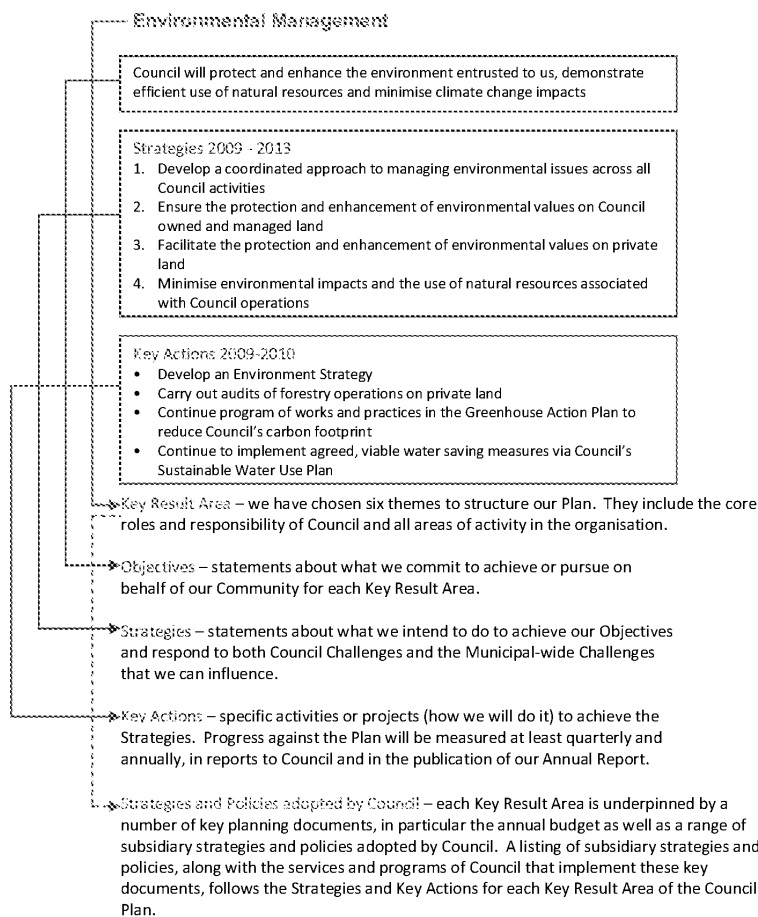 Environmental Management
Council will protect and enhance the environment entrusted to us, demonstrate
efficient use of natural resources and minimise climate change impacts
Strategies 2009 - 2013
1. Develop a coordinated approach to managing environmental issues across all
Council activities
2. Ensure the protection and enhancement of environmental values on Council
owned and managed land
3. Facilitate the protection and enhancement of environmental values on private
land
4. Minimise environmental impacts and the use of natural resources associated
with Council operations
Key Actions 2009-2010
• Develop an Environment Strategy
• Carry out audits of forestry operations on private land
• Continue program of works and practices in the Greenhouse Action Plan to
reduce Council's carbon footprint
• Continue to implement agreed, viable water saving measures via Council's
Sustainable Water Use Plan
Key Result Area – we have chosen six themes to structure our Plan. They include the core
roles and responsibility of Council and all areas of activity in the organisation.
Objectives – statements about what we commit to achieve or pursue on
behalf of our Community for each Key Result Area.
Strategies – statements about what we intend to do to achieve our Objectives
and respond to both Council Challenges and the Municipal-wide Challenges
that we can influence.
Key Actions – specific activities or projects (how we will do it) to achieve the
Strategies. Progress against the Plan will be measured at least quarterly and
annually, in reports to Council and in the publication of our Annual Report.
Strategies and Policies adopted by Council – each Key Result Area is underpinned by a
number of key planning documents, in particular the annual budget as well as a range of
subsidiary strategies and policies adopted by Council. A listing of subsidiary strategies and
policies, along with the services and programs of Council that implement these key
documents, follows the Strategies and Key Actions for each Key Result Area of the Council
Plan.